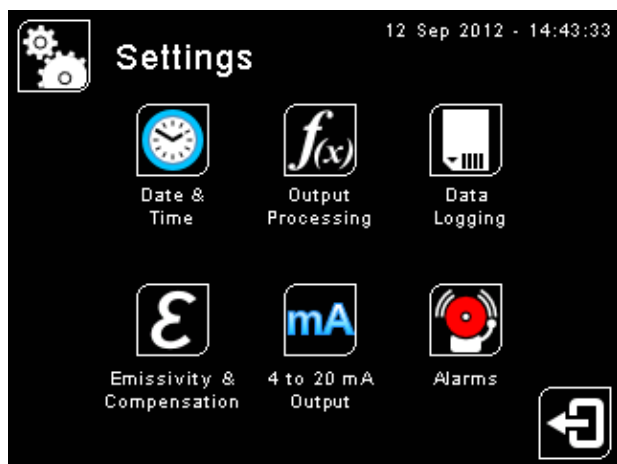 12 Sep 2012 - 14:43:33
Settings
f(x)
Date &
Time
Output
Processing
Data
Logging
ε
mA
Emissivity &
Compensation
4 to 20 mA
Output
Alarms